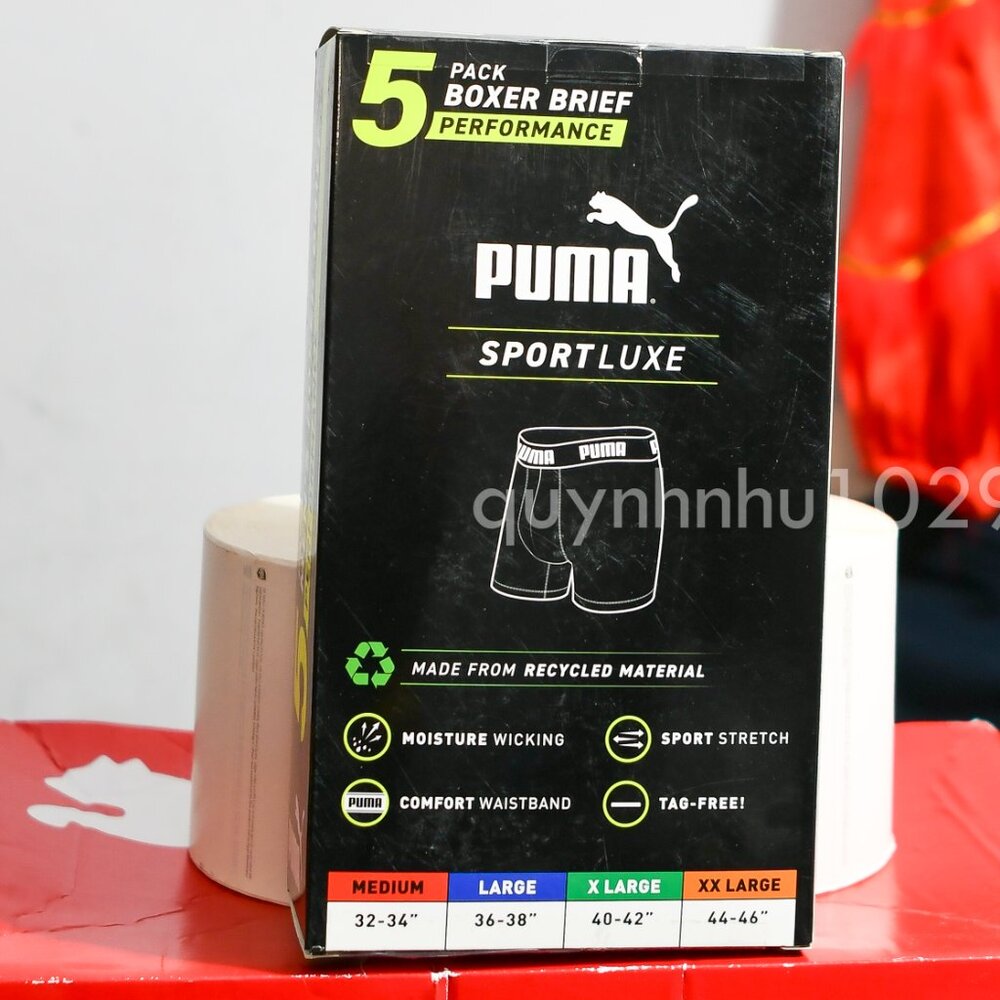 5 PACK
BOXER BRIEF
PERFORMANCE
PUMA
SPORTLUXE
UMA PUMA P
quynhnhu1029
MADE FROM RECYCLED MATERIAL
MOISTURE WICKING
SPORT STRETCH
PUMA
COMFORT WAISTBAND
TAG-FREE!
MEDIUM LARGE X LARGE XX LARGE
32-34” 36-38” 40-42” 44-46”